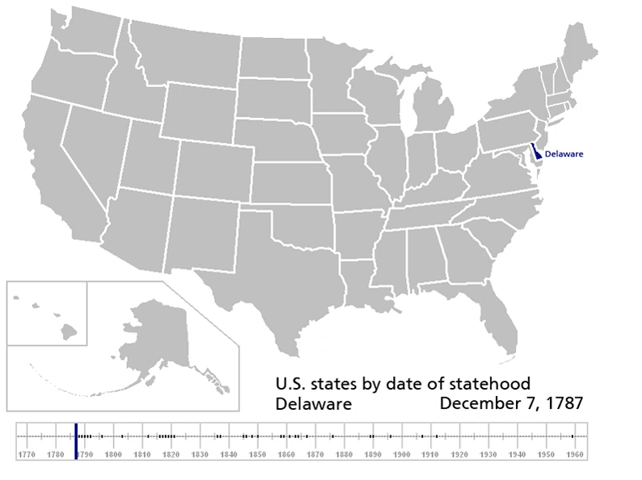 Delaware
U.S. states by date of statehood
Delaware December 7, 1787
1770 1780 1790 1800 1810 1820 1830 1840 1850 1860 1870 1880 1890 1900 1910 1920 1930 1940 1950 1960